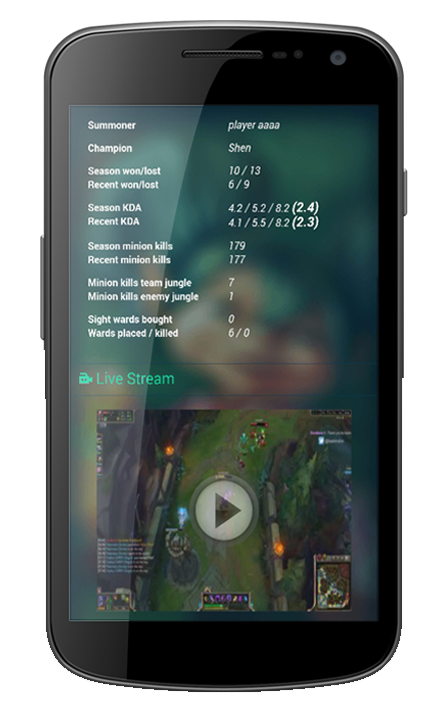 Summoner player aaaa
Champion Shen
Season won/lost 10 / 13
Recent won/lost 6 / 9
Season KDA 4.2 / 5.2 / 8.2 (2.4)
Recent KDA 4.1 / 5.5 / 8.2 (2.3)
Season minion kills 179
Recent minion kills 177
Minion kills team jungle 7
Minion kills enemy jungle 1
Sight wards bought 0
Wards placed / killed 6 / 0
Live Stream